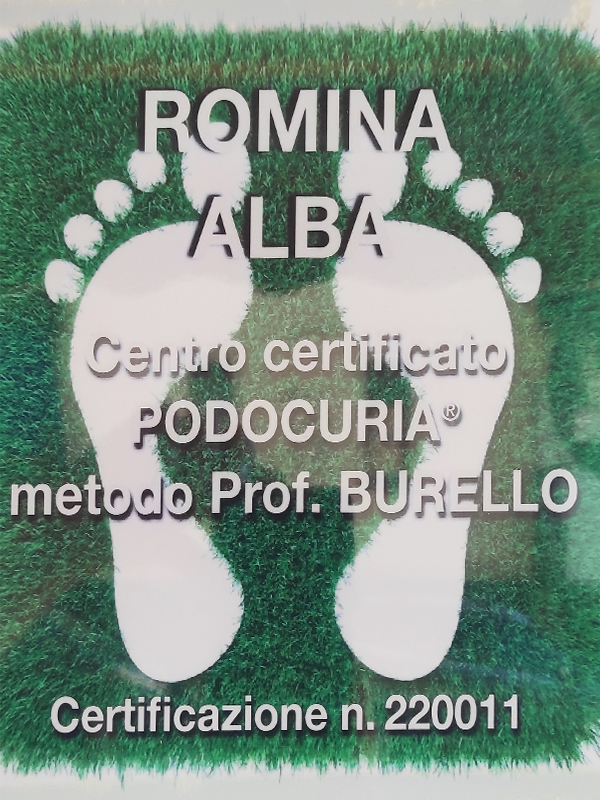 ROMINA
ALBA
Centro certificato
PODOCURIA®
metodo Prof. BURELLO
Certificazione n. 220011